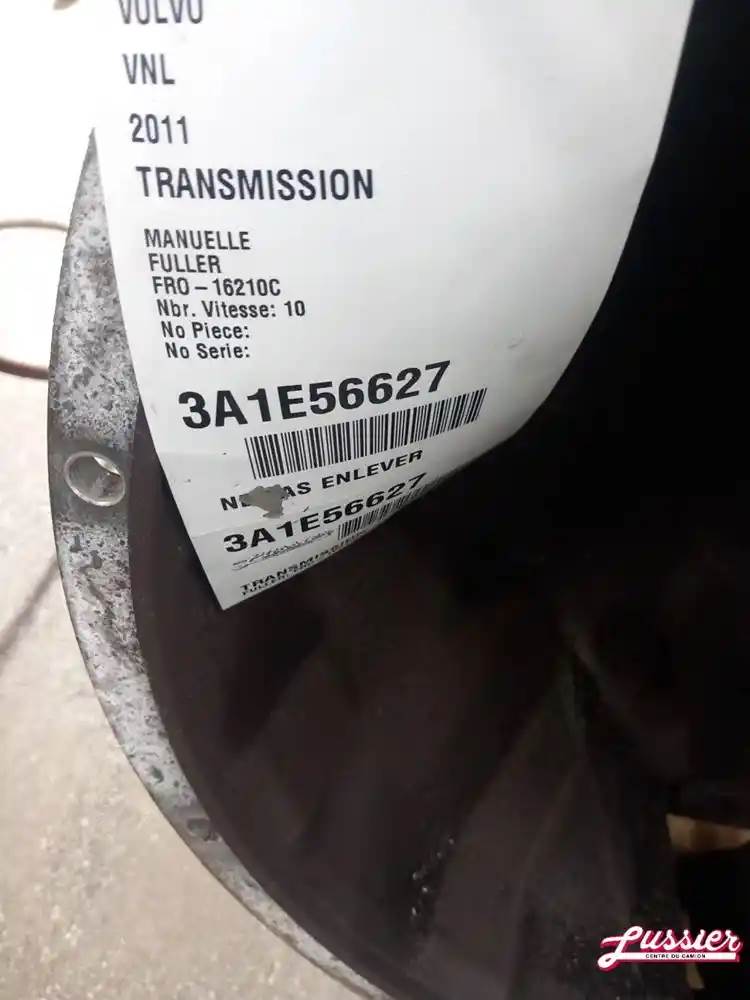 VOLVO
VNL
2011
TRANSMISSION
MANUELLE
FULLER
FRO-16210C
Nbr. Vitesse: 10
No Piece:
No Serie:
3A1E56627
AS ENLEVER
3A1E56627
Lussier
CENTRE DU CAMION